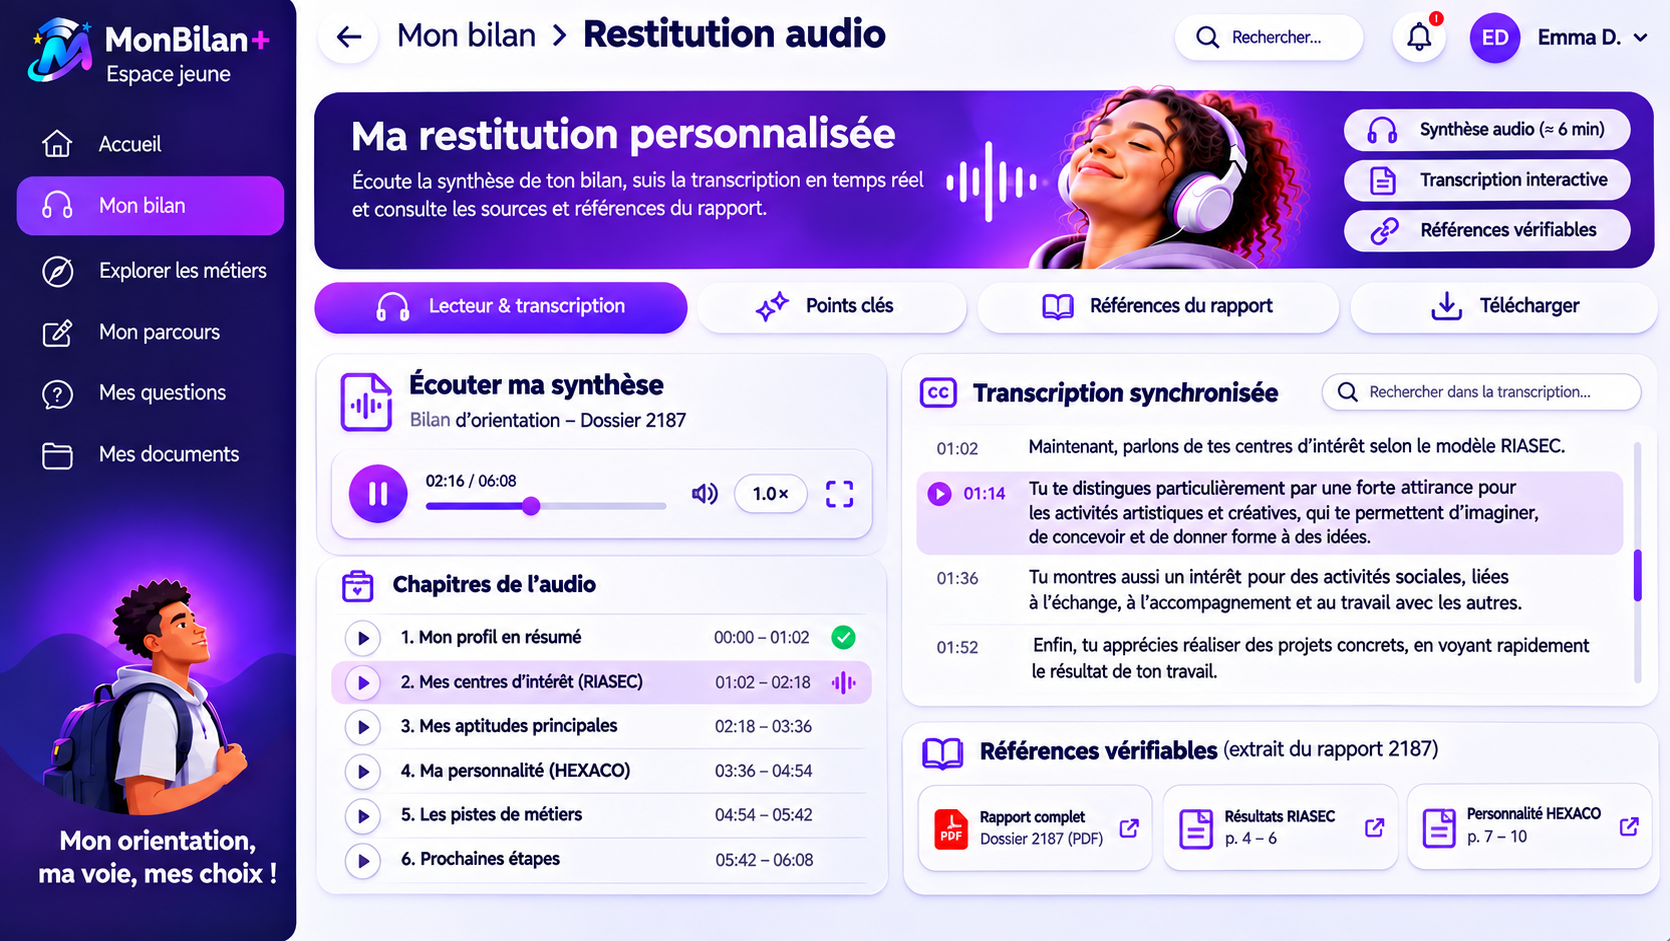 MonBilan+
Espace jeune
Accueil
Mon bilan
Explorer les métiers
Mon parcours
Mes questions
Mes documents
Mon orientation,
ma voie, mes choix !
Mon bilan > Restitution audio
Rechercher...
!
ED
Emma D.
Ma restitution personnalisée
Écoute la synthèse de ton bilan, suis la transcription en temps réel
et consulte les sources et références du rapport.
Synthèse audio (≈ 6 min)
Transcription interactive
Références vérifiables
Lecteur & transcription
Points clés
Références du rapport
Télécharger
Écouter ma synthèse
Bilan d'orientation – Dossier 2187
02:16 / 06:08
1.0×
Chapitres de l'audio
1. Mon profil en résumé 00:00 – 01:02
2. Mes centres d'intérêt (RIASEC) 01:02 – 02:18
3. Mes aptitudes principales 02:18 – 03:36
4. Ma personnalité (HEXACO) 03:36 – 04:54
5. Les pistes de métiers 04:54 – 05:42
6. Prochaines étapes 05:42 – 06:08
CC
Transcription synchronisée
Rechercher dans la transcription...
01:02 Maintenant, parlons de tes centres d'intérêt selon le modèle RIASEC.
01:14 Tu te distingues particulièrement par une forte attirance pour
les activités artistiques et créatives, qui te permettent d'imaginer,
de concevoir et de donner forme à des idées.
01:36 Tu montres aussi un intérêt pour des activités sociales, liées
à l'échange, à l'accompagnement et au travail avec les autres.
01:52 Enfin, tu apprécies réaliser des projets concrets, en voyant rapidement
le résultat de ton travail.
Références vérifiables (extrait du rapport 2187)
PDF
Rapport complet
Dossier 2187 (PDF)
Résultats RIASEC
p. 4 – 6
Personnalité HEXACO
p. 7 – 10